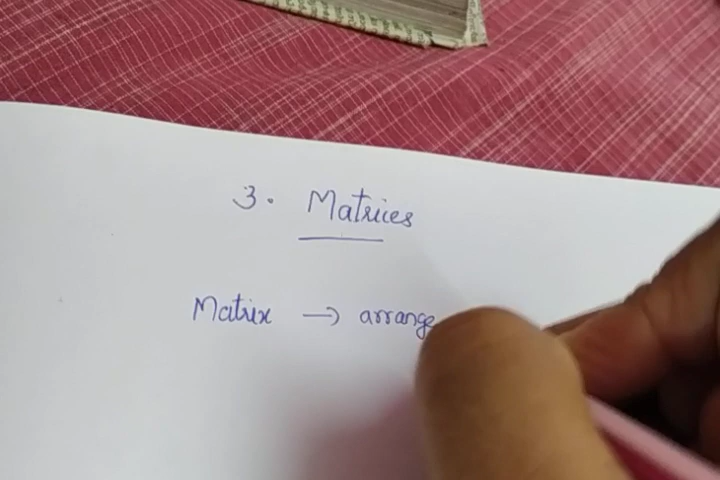 3. Matrices
Matrix → arrange